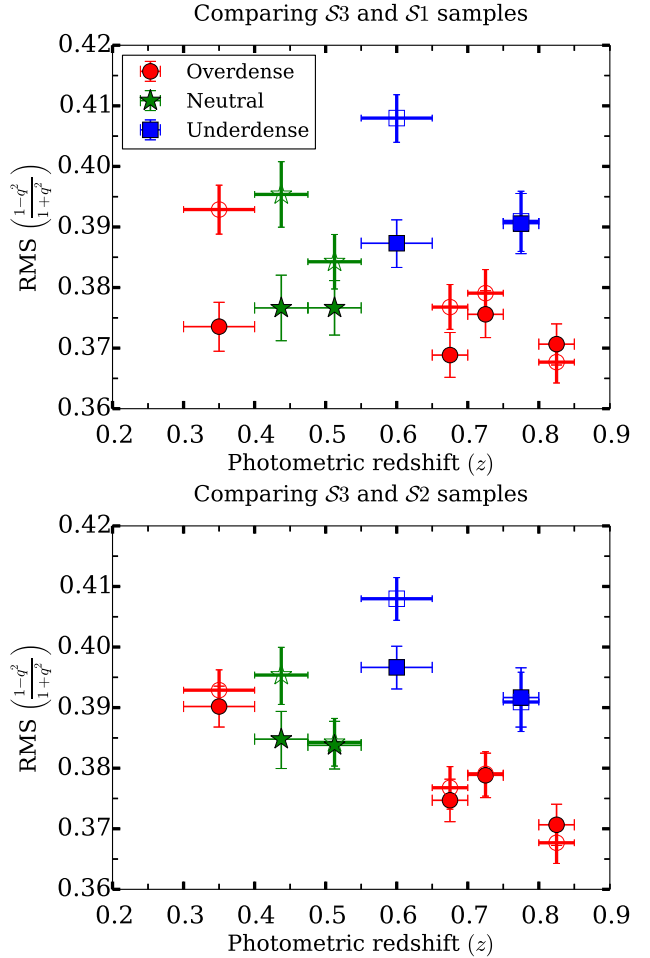 Comparing 𝒮3 and 𝒮1 samples
0.42
0.41
0.40
0.39
0.38
0.37
0.36
RMS (1−q²/1+q²)
Overdense
Neutral
Underdense
0.2 0.3 0.4 0.5 0.6 0.7 0.8 0.9
Photometric redshift (z)
Comparing 𝒮3 and 𝒮2 samples
0.42
0.41
0.40
0.39
0.38
0.37
0.36
RMS (1−q²/1+q²)
0.2 0.3 0.4 0.5 0.6 0.7 0.8 0.9
Photometric redshift (z)